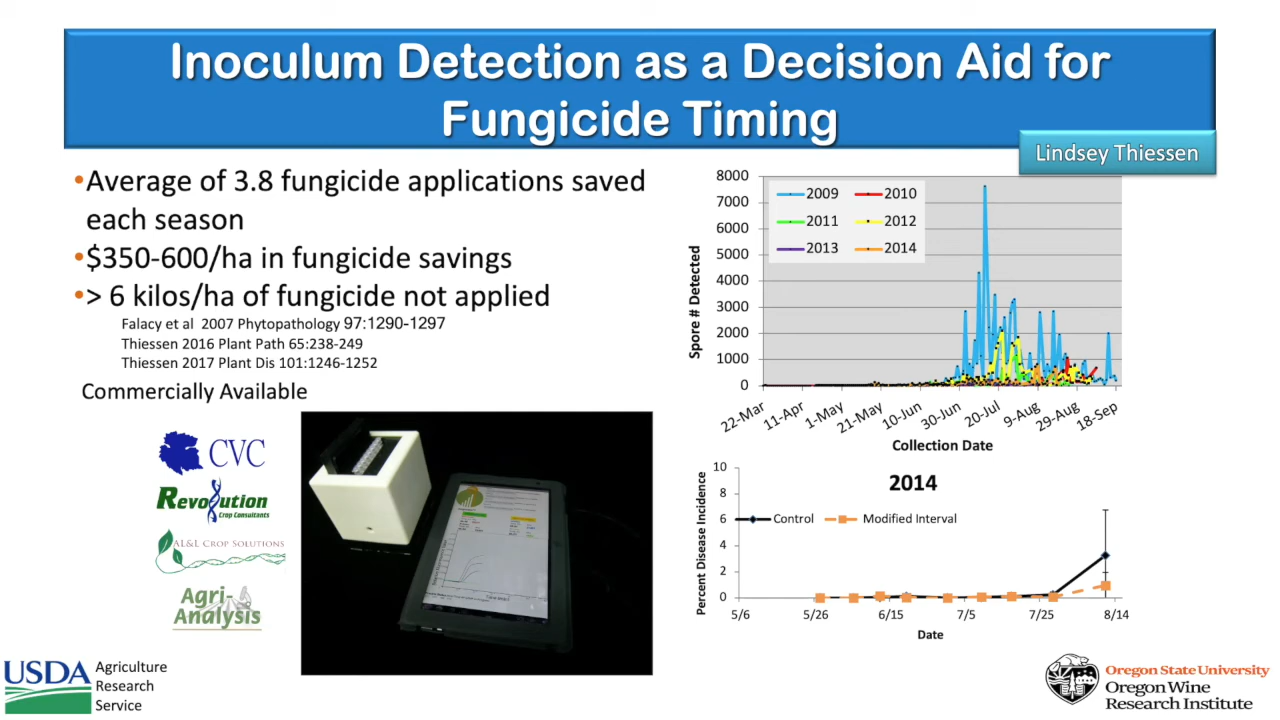 Inoculum Detection as a Decision Aid for
Fungicide Timing
Lindsey Thiessen
•Average of 3.8 fungicide applications saved
each season
•$350-600/ha in fungicide savings
•> 6 kilos/ha of fungicide not applied
Falacy et al 2007 Phytopathology 97:1290-1297
Thiessen 2016 Plant Path 65:238-249
Thiessen 2017 Plant Dis 101:1246-1252
Commercially Available
CVC
Revolution
Crop Consultants
AL&L CROP SOLUTIONS
Agri-
Analysis
USDA
Agriculture
Research
Service
Spore # Detected
8000
7000
6000
5000
4000
3000
2000
1000
0
2009 2010
2011 2012
2013 2014
22-Mar 11-Apr 1-May 21-May 10-Jun 30-Jun 20-Jul 9-Aug 29-Aug 18-Sep
Collection Date
2014
Percent Disease Incidence
10
8
6
4
2
0
Control Modified Interval
5/6 5/26 6/15 7/5 7/25 8/14
Date
Oregon State University
Oregon Wine
Research Institute